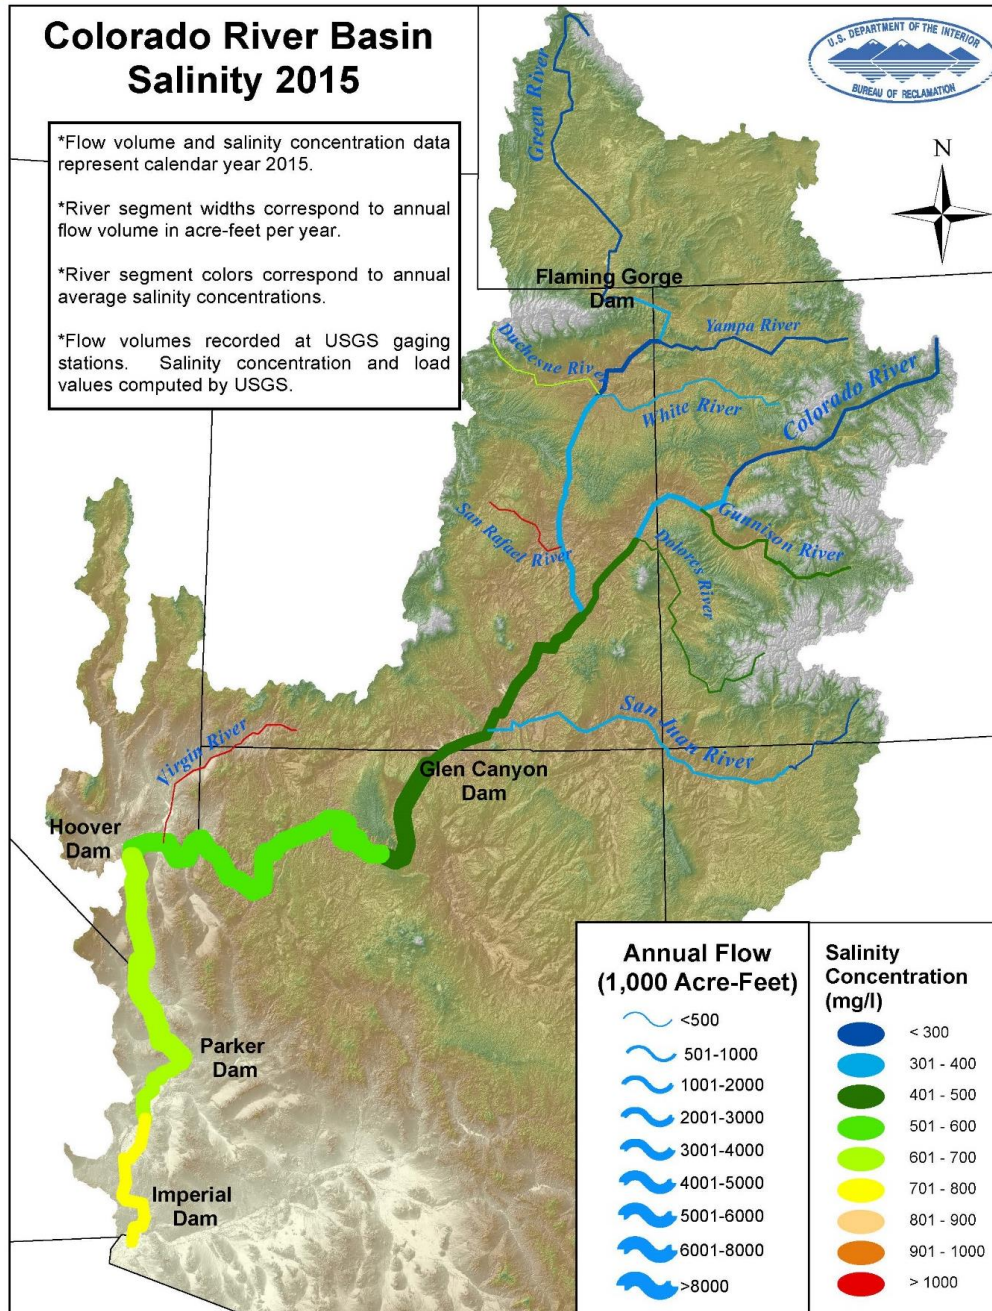 Colorado River Basin
Salinity 2015
U.S. DEPARTMENT OF THE INTERIOR
BUREAU OF RECLAMATION
*Flow volume and salinity concentration data
represent calendar year 2015.
*River segment widths correspond to annual
flow volume in acre-feet per year.
*River segment colors correspond to annual
average salinity concentrations.
*Flow volumes recorded at USGS gaging
stations. Salinity concentration and load
values computed by USGS.
N
Green River
Flaming Gorge
Dam
Yampa River
Duchesne River
White River
Colorado River
San Rafael River
Gunnison River
Dolores River
San Juan River
Virgin River
Glen Canyon
Dam
Hoover
Dam
Parker
Dam
Imperial
Dam
Annual Flow
(1,000 Acre-Feet)
<500
501-1000
1001-2000
2001-3000
3001-4000
4001-5000
5001-6000
6001-8000
>8000
Salinity
Concentration
(mg/l)
< 300
301 - 400
401 - 500
501 - 600
601 - 700
701 - 800
801 - 900
901 - 1000
> 1000